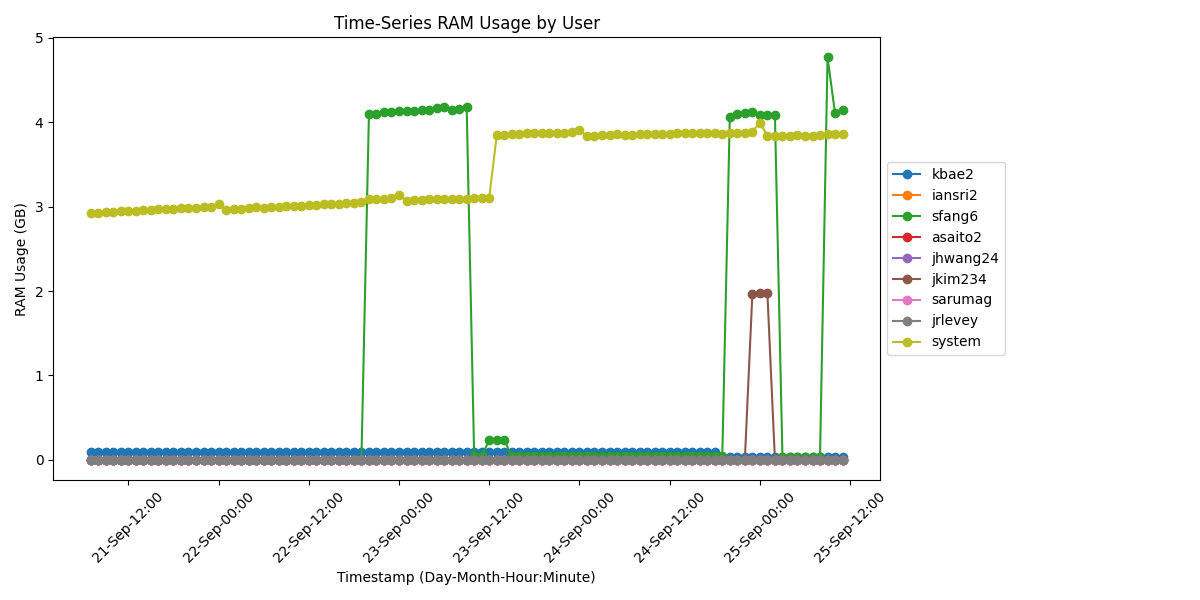 Time-Series RAM Usage by User
RAM Usage (GB)
5
4
3
2
1
0
21-Sep-12:00
22-Sep-00:00
22-Sep-12:00
23-Sep-00:00
23-Sep-12:00
24-Sep-00:00
24-Sep-12:00
25-Sep-00:00
25-Sep-12:00
Timestamp (Day-Month-Hour:Minute)
kbae2
iansri2
sfang6
asaito2
jhwang24
jkim234
sarumag
jrlevey
system